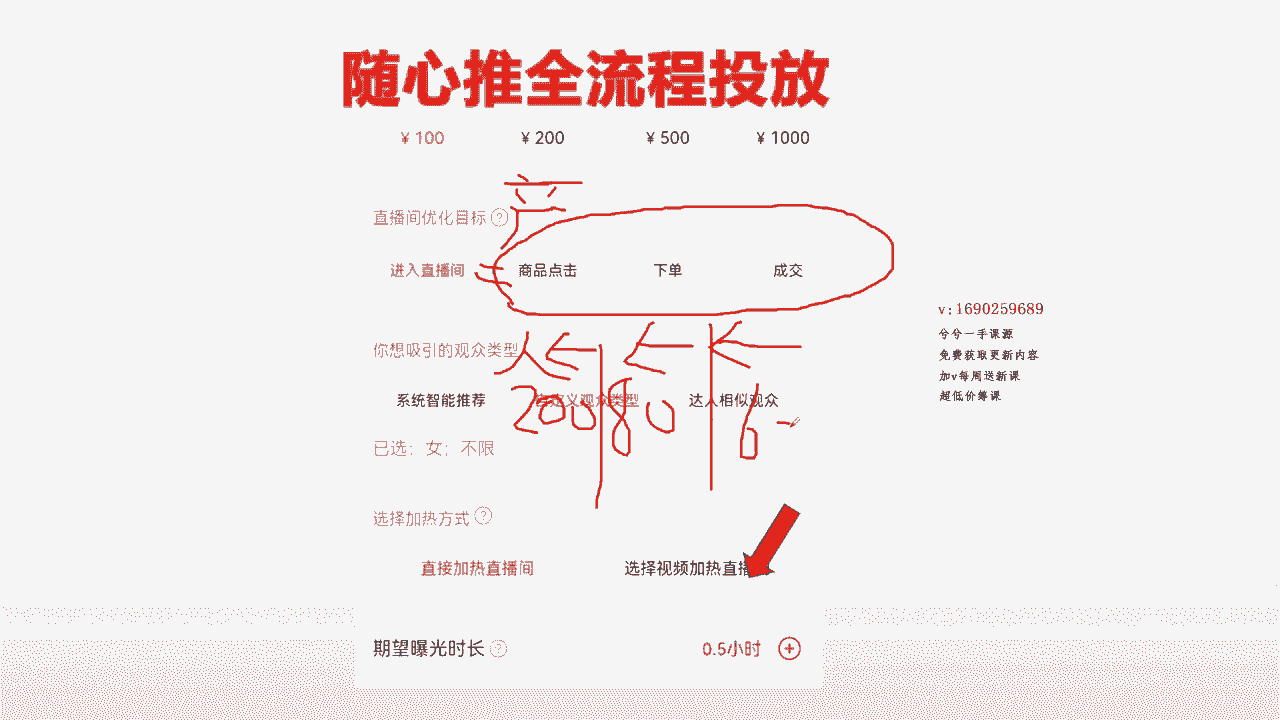 随心推全流程投放
¥ 100 ¥ 200 ¥ 500 ¥ 1000
产
直播间优化目标 ?
进入直播间 商品点击 下单 成交
v:1690259689
兮兮一手课源
免费获取更新内容
加v每周送新课
超低价筹课
你想吸引的观众类型 人
系统智能推荐 自定义观众类型 达人相似观众
200 80 6
已选：女；不限
选择加热方式 ?
直接加热直播间 选择视频加热直播
期望曝光时长 ? 0.5小时 +